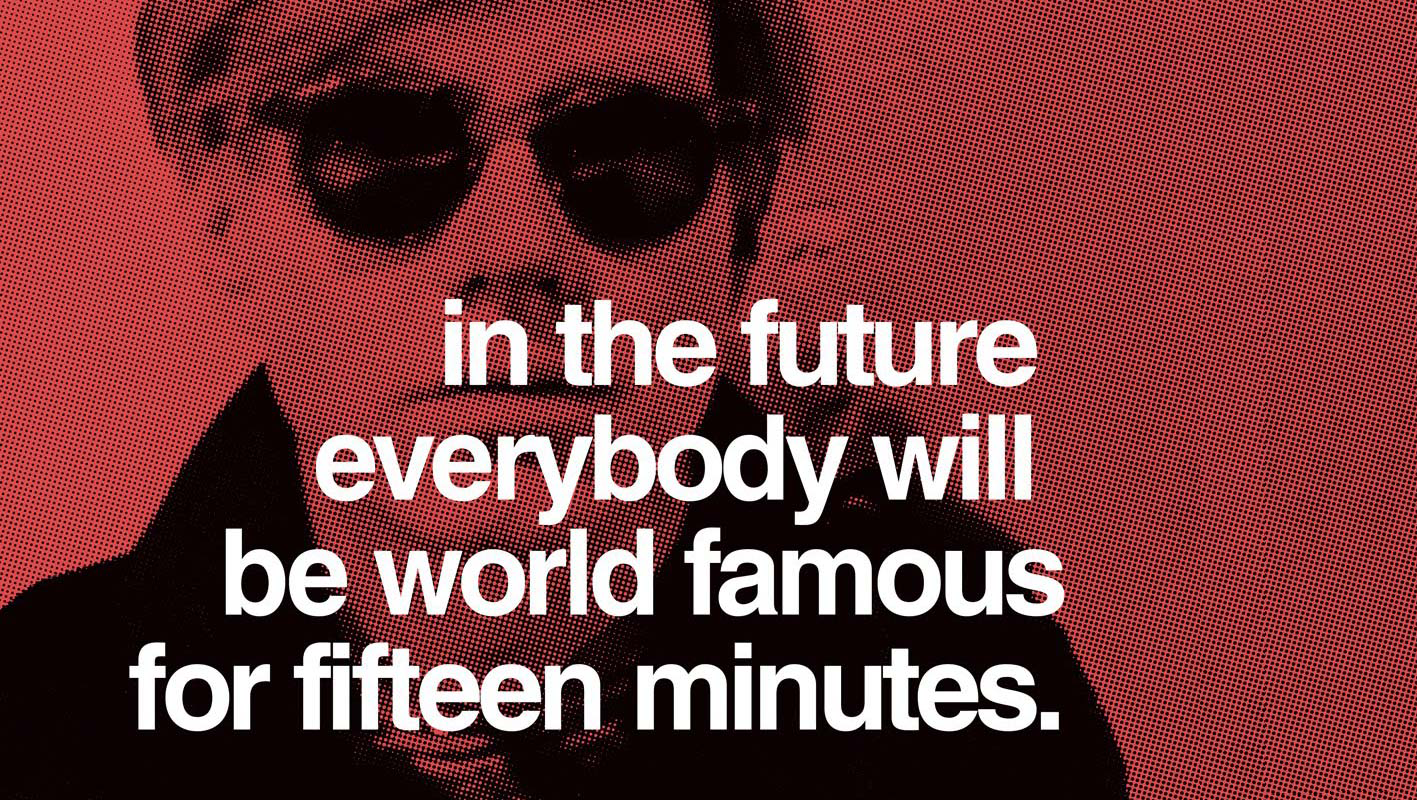 in the future
everybody will
be world famous
for fifteen minutes.